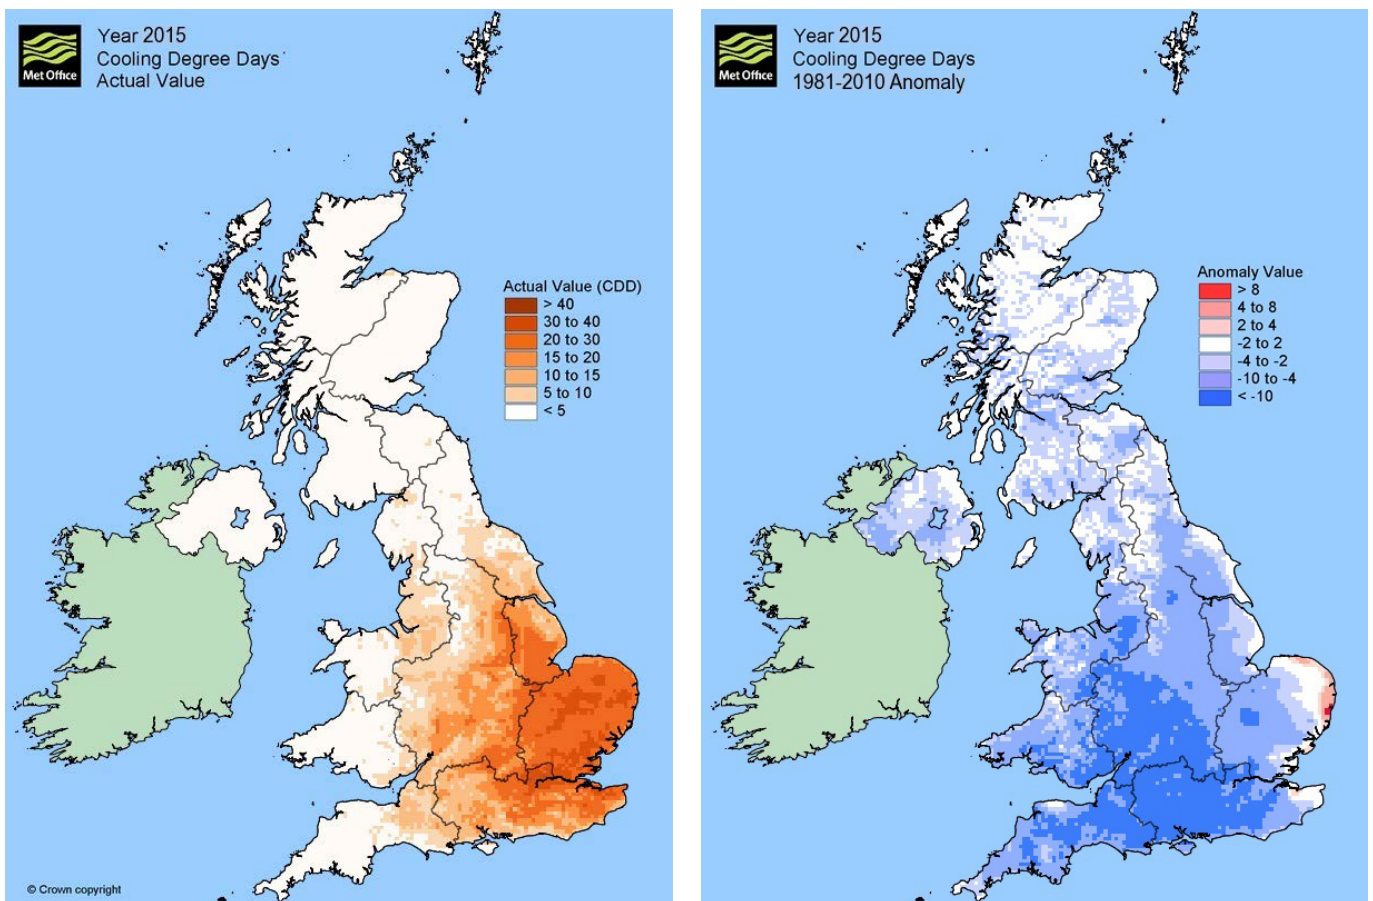 Met Office
Year 2015
Cooling Degree Days
Actual Value
Actual Value (CDD)
> 40
30 to 40
20 to 30
15 to 20
10 to 15
5 to 10
< 5
© Crown copyright
Met Office
Year 2015
Cooling Degree Days
1981-2010 Anomaly
Anomaly Value
> 8
4 to 8
2 to 4
-2 to 2
-4 to -2
-10 to -4
< -10